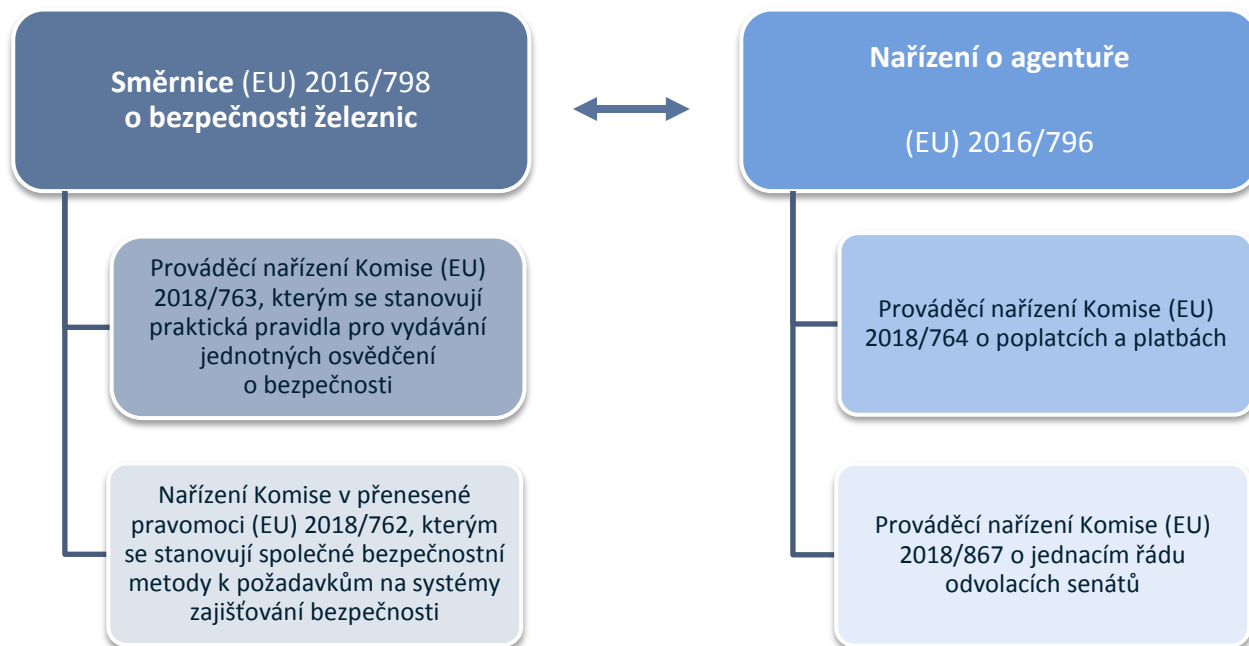 Směrnice (EU) 2016/798
o bezpečnosti železnic
Prováděcí nařízení Komise (EU)
2018/763, kterým se stanovují
praktická pravidla pro vydávání
jednotných osvědčení
o bezpečnosti
Nařízení Komise v přenesené
pravomoci (EU) 2018/762, kterým
se stanovují společné bezpečnostní
metody k požadavkům na systémy
zajišťování bezpečnosti
Nařízení o agentuře
(EU) 2016/796
Prováděcí nařízení Komise (EU)
2018/764 o poplatcích a platbách
Prováděcí nařízení Komise (EU)
2018/867 o jednacím řádu
odvolacích senátů